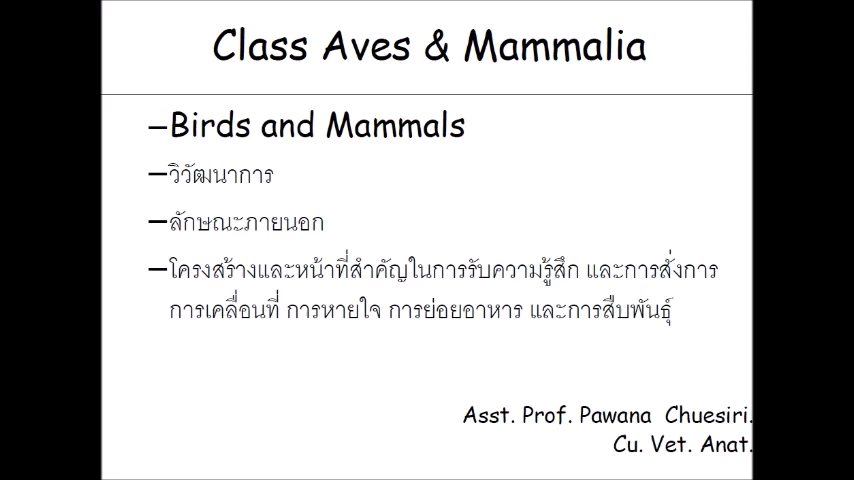 Class Aves & Mammalia
–Birds and Mammals
–วิวัฒนาการ
–ลักษณะภายนอก
–โครงสร้างและหน้าที่สำคัญในการรับความรู้สึก และการสั่งการ
การเคลื่อนที่ การหายใจ การย่อยอาหาร และการสืบพันธุ์
Asst. Prof. Pawana Chuesiri.
Cu. Vet. Anat.